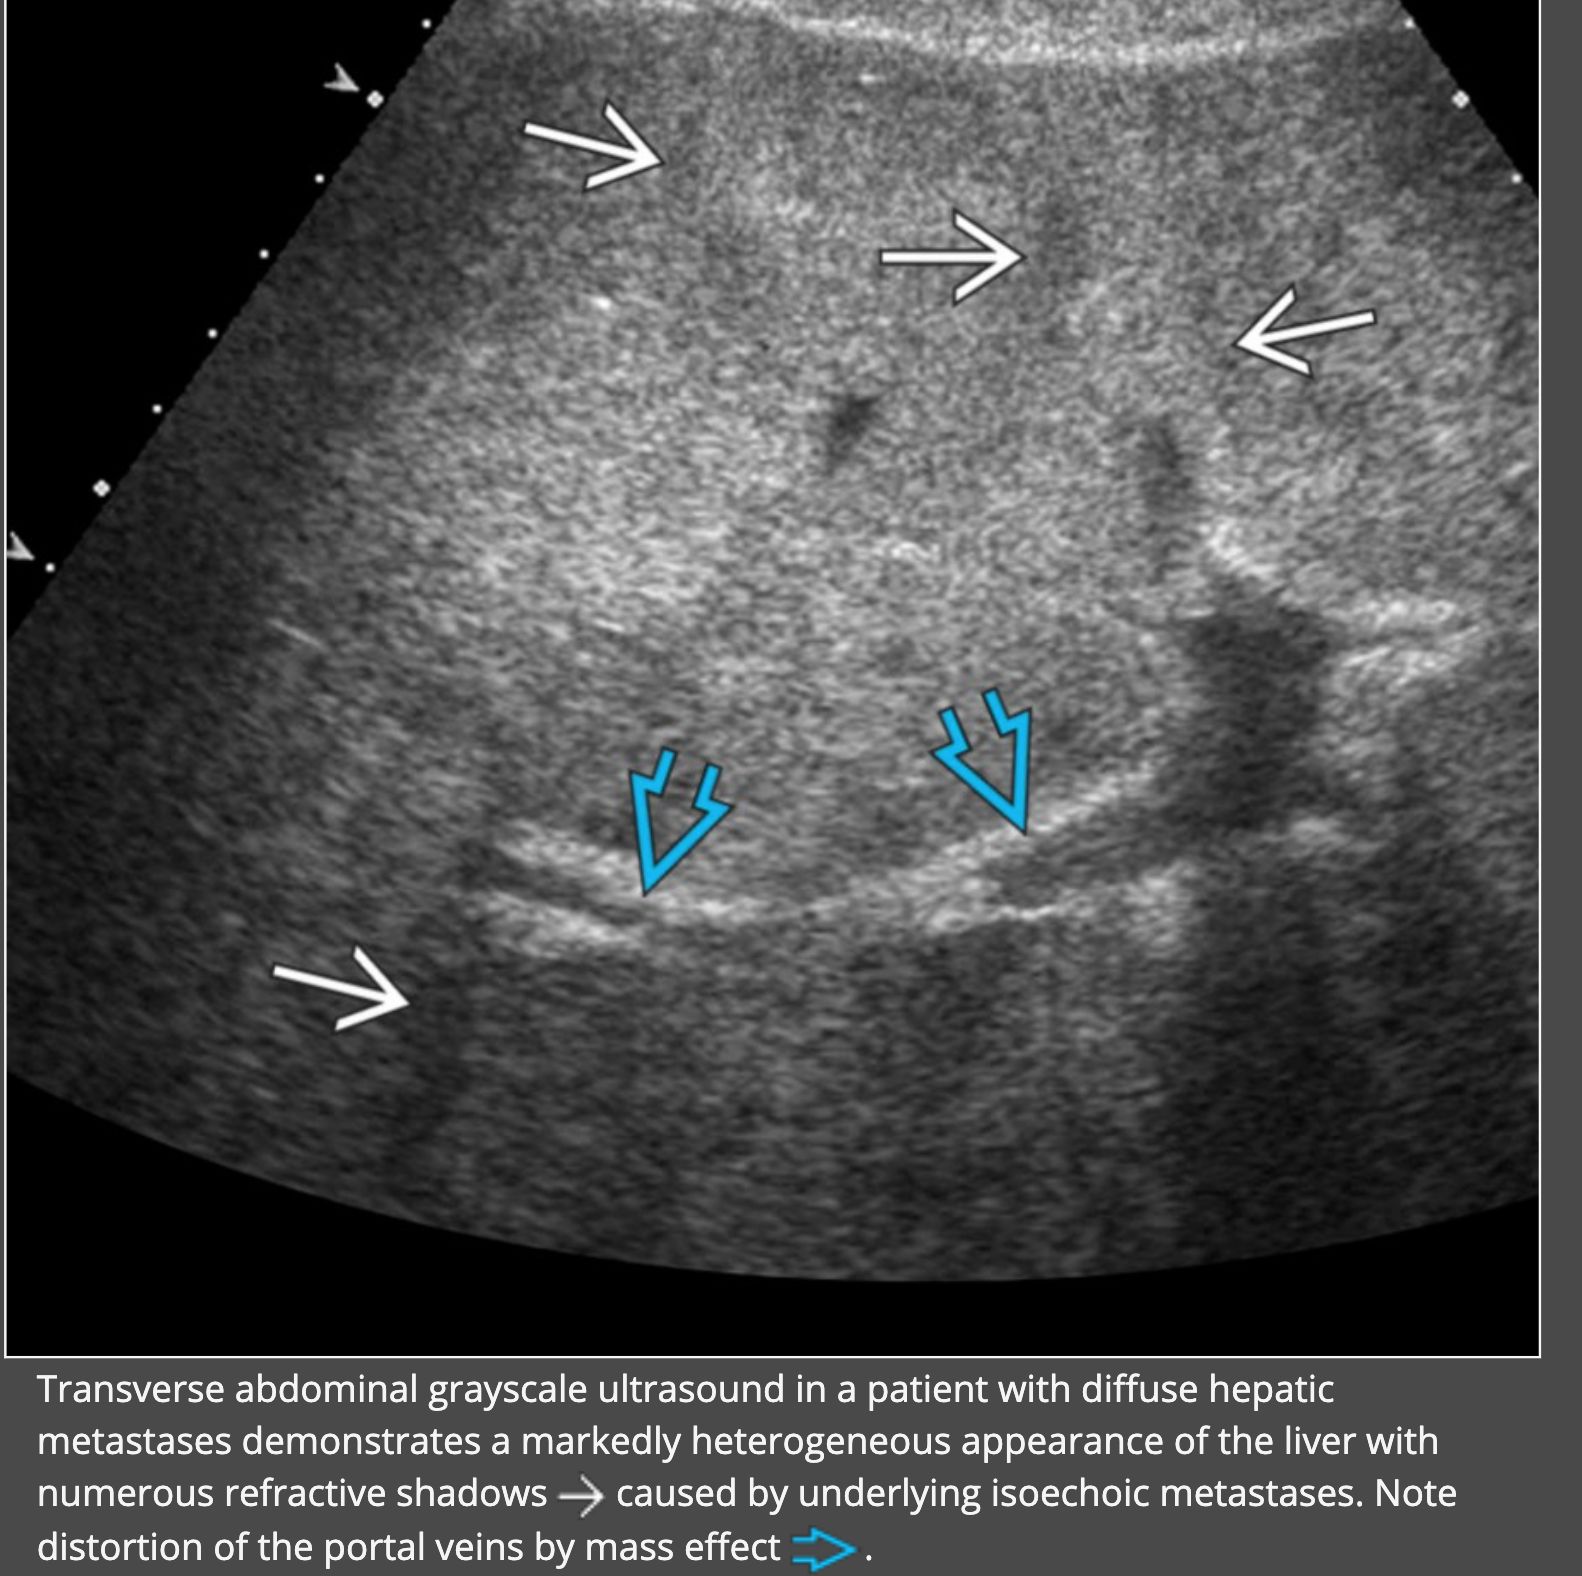 Transverse abdominal grayscale ultrasound in a patient with diffuse hepatic
metastases demonstrates a markedly heterogeneous appearance of the liver with
numerous refractive shadows → caused by underlying isoechoic metastases. Note
distortion of the portal veins by mass effect ⇨ .